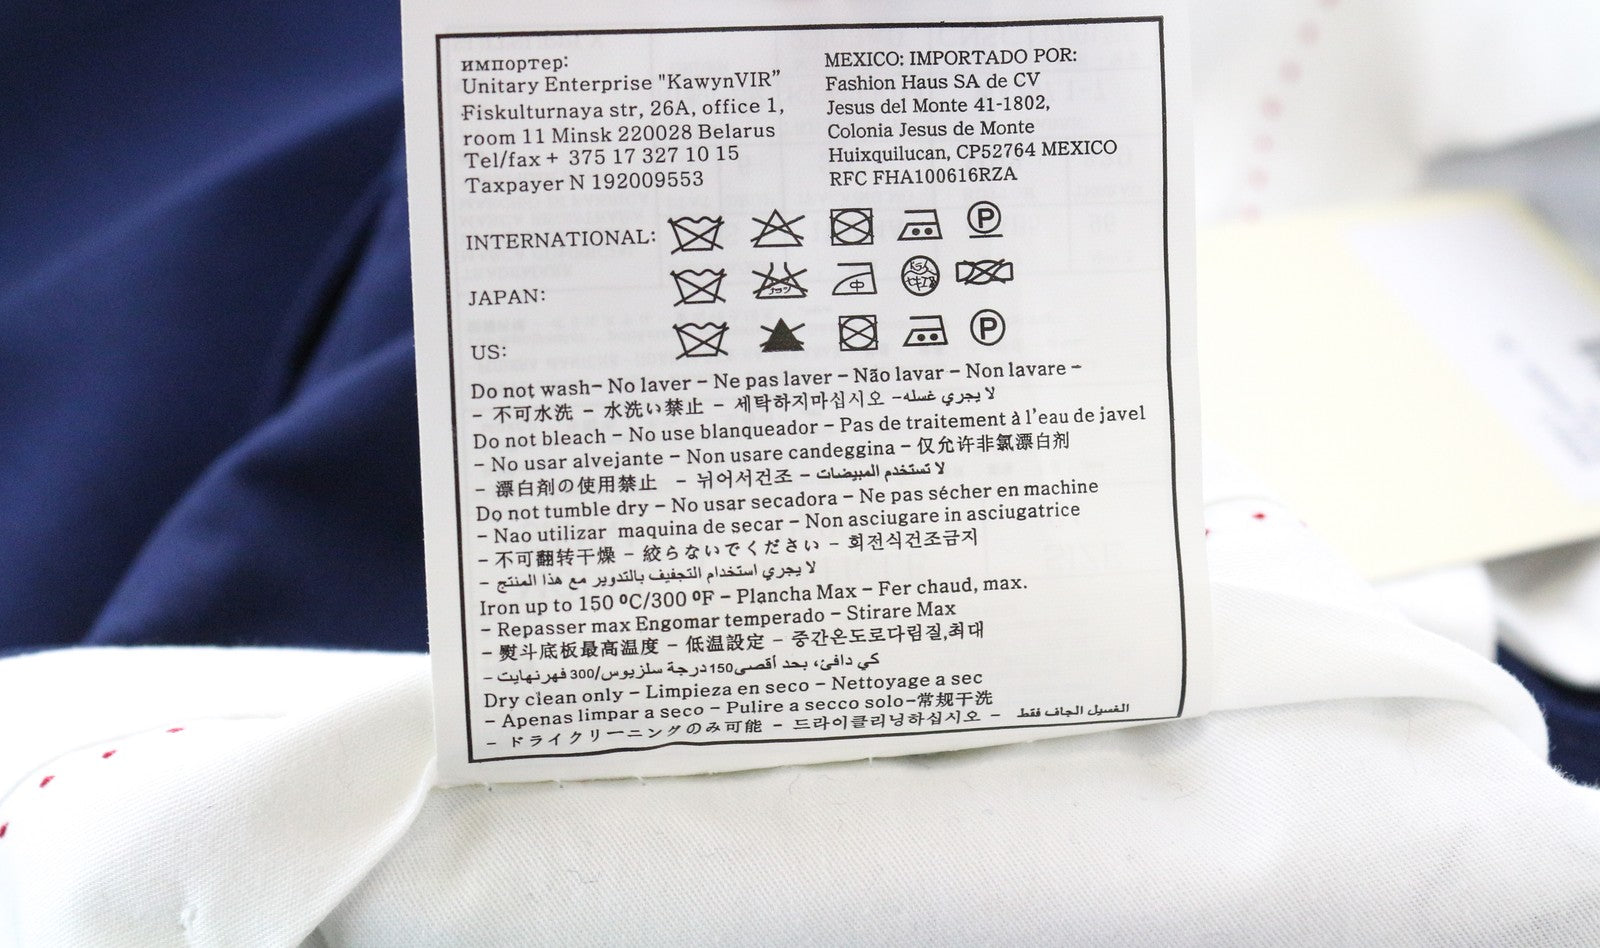 импортер:
Unitary Enterprise "KawynVIR”
Fiskulturnaya str, 26A, office 1,
room 11 Minsk 220028 Belarus
Tel/fax + 375 17 327 10 15
Taxpayer N 192009553
MEXICO: IMPORTADO POR:
Fashion Haus SA de CV
Jesus del Monte 41-1802,
Colonia Jesus de Monte
Huixquilucan, CP52764 MEXICO
RFC FHA100616RZA
INTERNATIONAL: P
JAPAN: 中
US: P
Do not wash– No laver – Ne pas laver – Não lavar – Non lavare –
- 不可水洗 – 水洗い禁止 – 세탁하지마십시오 –لا يجري غسله
Do not bleach – No use blanqueador – Pas de traitement à l'eau de javel
- No usar alvejante – Non usare candeggina – 仅允许非氯漂白剂
- 漂白剤の使用禁止 – 뉘어서건조 – لا تستخدم المبيضات
Do not tumble dry – No usar secadora – Ne pas sécher en machine
- Nao utilizar maquina de secar – Non asciugare in asciugatrice
- 不可翻转干燥 – 絞らないでください – 회전식건조금지
لا يجري استخدام التجفيف بالتدوير مع هذا المنتج –
Iron up to 150 ºC/300 ºF – Plancha Max – Fer chaud, max.
- Repasser max Engomar temperado – Stirare Max
- 熨斗底板最高温度 – 低温設定 – 중간온도로다림질,최대
كي دافئ، بحد أقصى150درجة سلزيوس/300 فهرنهايت –
Dry clean only – Limpieza en seco – Nettoyage a sec
- Apenas limpar a seco – Pulire a secco solo–常规干洗
- ドライクリーニングのみ可能 – 드라이클리닝하십시오 – الغسيل الجاف فقط